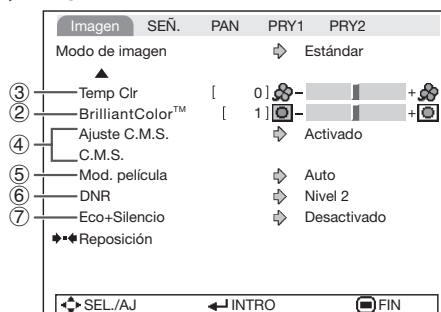 Imagen SEÑ. PAN PRY1 PRY2
Modo de imagen Estándar
③ Temp Clr [ 0] - +
② BrilliantColor™ [ 1] - +
④ Ajuste C.M.S. Activado
C.M.S.
⑤ Mod. película Auto
⑥ DNR Nivel 2
⑦ Eco+Silencio Desactivado
Reposición
SEL./AJ INTRO FIN